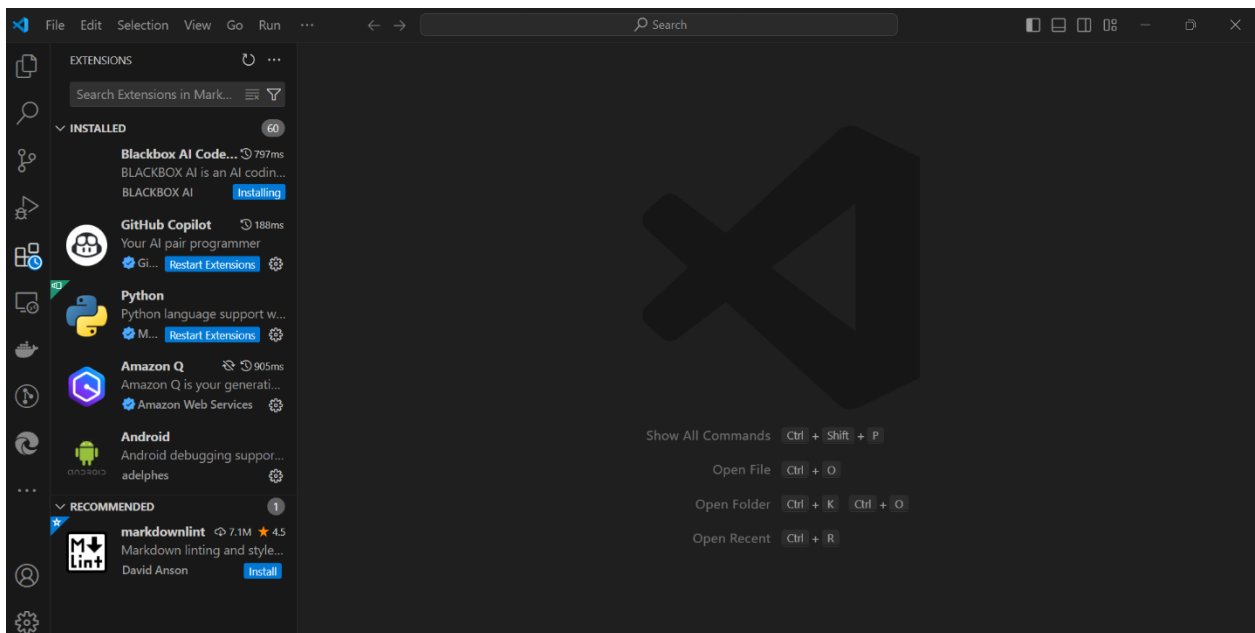 File Edit Selection View Go Run ...
Search
EXTENSIONS
Search Extensions in Mark...
INSTALLED 60
Blackbox AI Code... 797ms
BLACKBOX AI is an AI codin...
BLACKBOX AI Installing
GitHub Copilot 188ms
Your AI pair programmer
Gi... Restart Extensions
Python
Python language support w...
M... Restart Extensions
Amazon Q 905ms
Amazon Q is your generati...
Amazon Web Services
Android
Android debugging suppor...
android
adelphes
RECOMMENDED 1
markdownlint 7.1M ★ 4.5
Markdown linting and style...
M Lint
David Anson Install
Show All Commands Ctrl + Shift + P
Open File Ctrl + O
Open Folder Ctrl + K Ctrl + O
Open Recent Ctrl + R